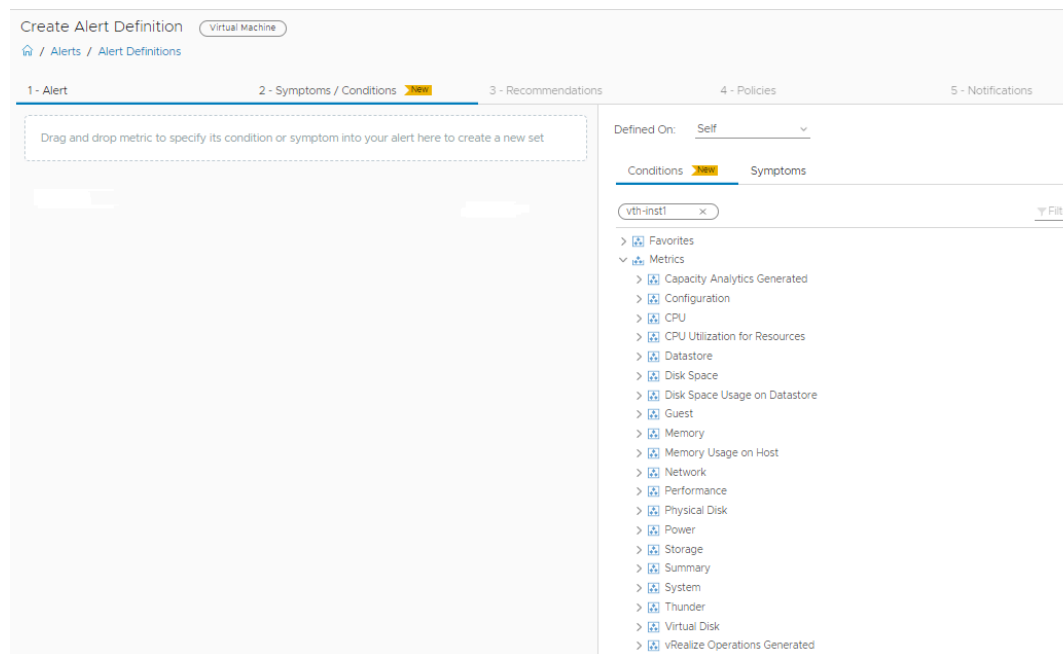 Create Alert Definition Virtual Machine
/ Alerts / Alert Definitions
1 - Alert 2 - Symptoms / Conditions New 3 - Recommendations 4 - Policies 5 - Notifications
Drag and drop metric to specify its condition or symptom into your alert here to create a new set
Defined On: Self
Conditions New Symptoms
vth-inst1 ×
Favorites
Metrics
Capacity Analytics Generated
Configuration
CPU
CPU Utilization for Resources
Datastore
Disk Space
Disk Space Usage on Datastore
Guest
Memory
Memory Usage on Host
Network
Performance
Physical Disk
Power
Storage
Summary
System
Thunder
Virtual Disk
vRealize Operations Generated